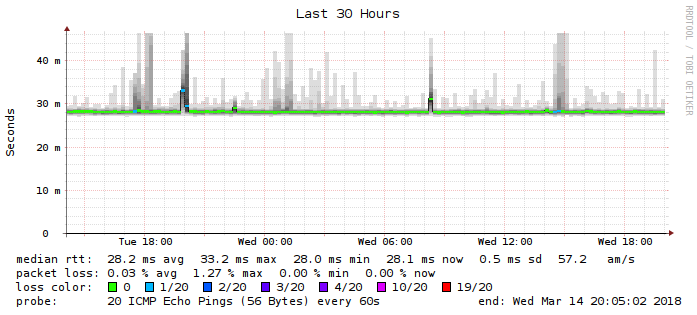 Last 30 Hours
RRDTOOL / TOBI OETIKER
Seconds
40 m
30 m
20 m
10 m
0
Tue 18:00 Wed 00:00 Wed 06:00 Wed 12:00 Wed 18:00
median rtt: 28.2 ms avg 33.2 ms max 28.0 ms min 28.1 ms now 0.5 ms sd 57.2 am/s
packet loss: 0.03 % avg 1.27 % max 0.00 % min 0.00 % now
loss color: 0 1/20 2/20 3/20 4/20 10/20 19/20
probe: 20 ICMP Echo Pings (56 Bytes) every 60s end: Wed Mar 14 20:05:02 2018